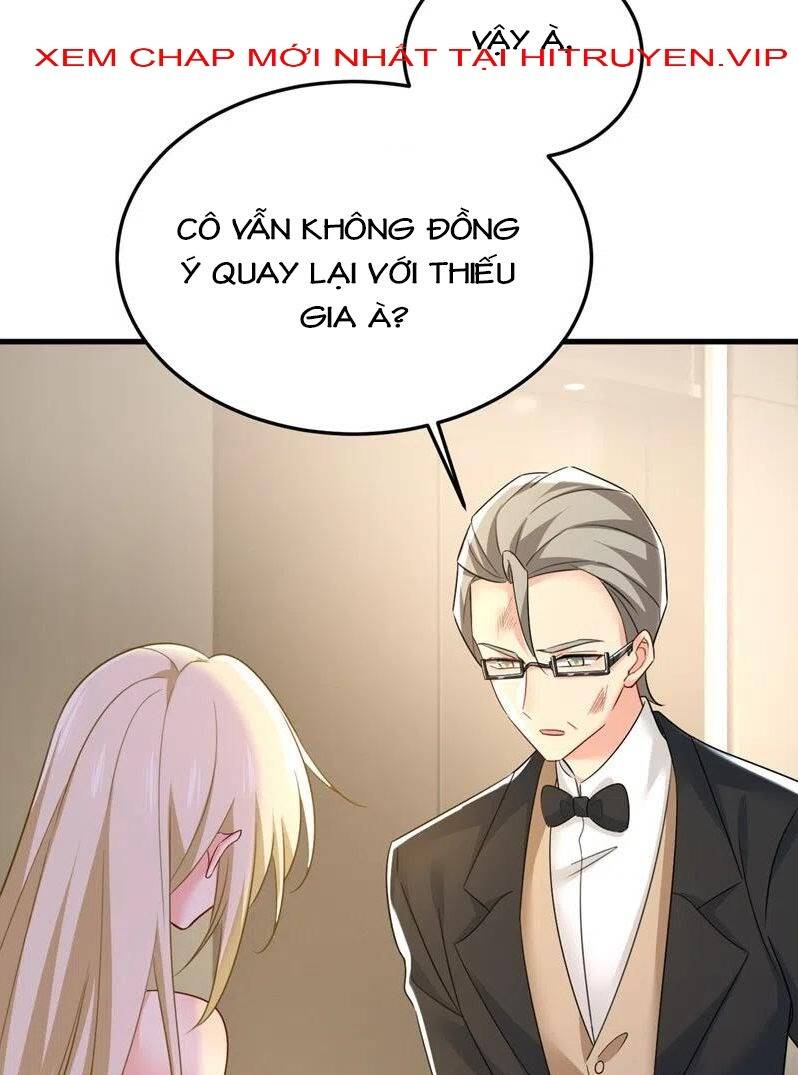 VẬY À.
XEM CHAP MỚI NHẤT TẠI HITRUYEN.VIP
CÔ VẪN KHÔNG ĐỒNG
Ý QUAY LẠI VỚI THIẾU
GIA À?